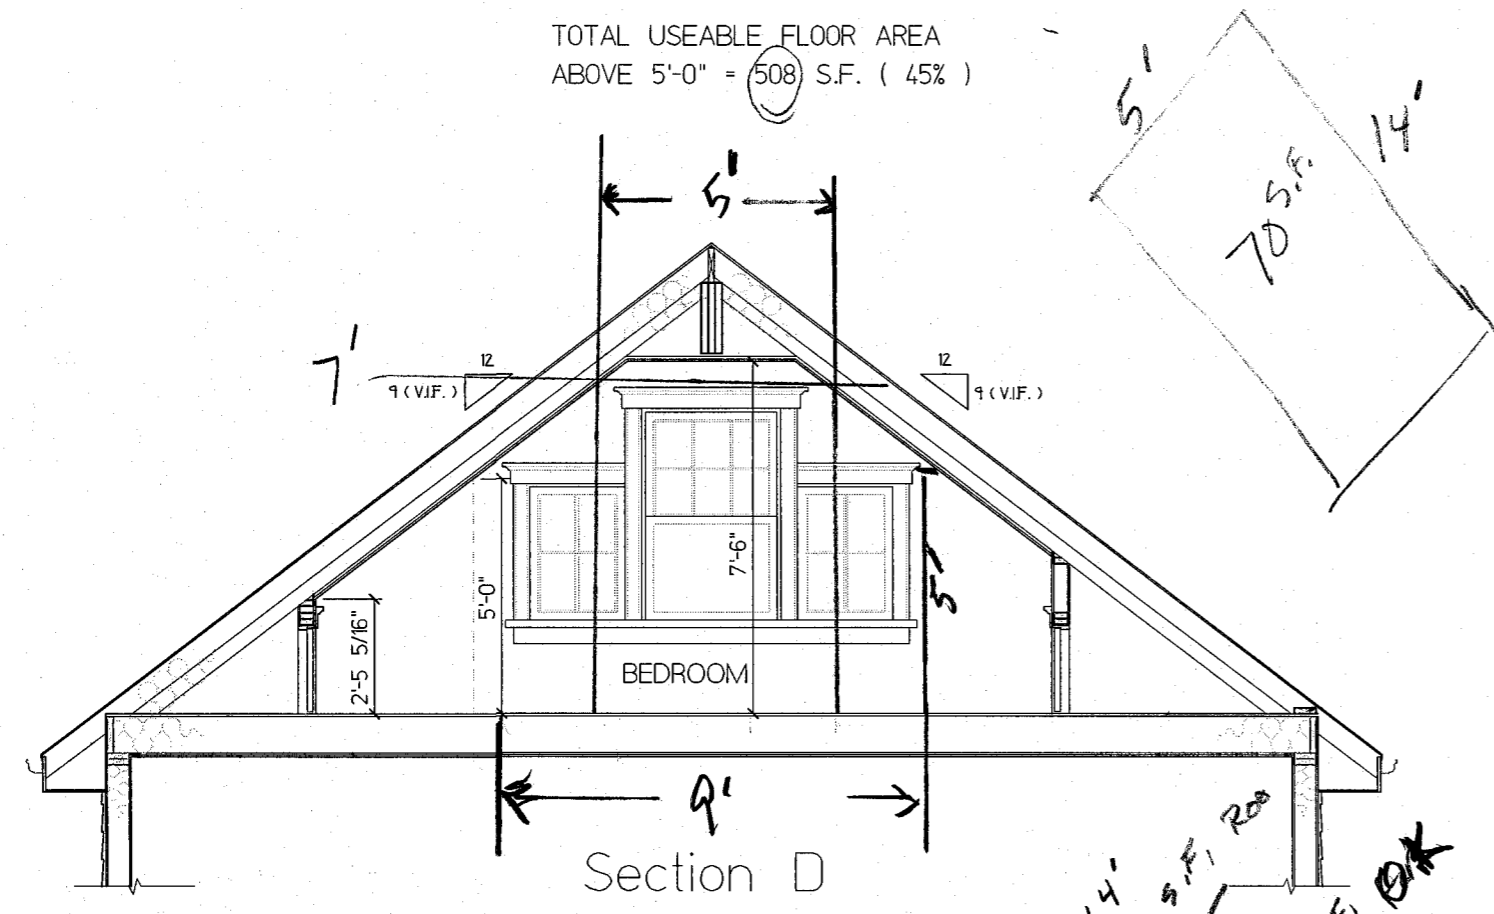 TOTAL USEABLE FLOOR AREA
ABOVE 5'-0" = 508 S.F. ( 45% )
5'
14'
70 S.F.
5'
7'
12
9 ( V.I.F. )
12
9 ( V.I.F. )
5'-0"
7'-6"
5'
2'-5 5/16"
BEDROOM
9'
Section D
14'
S.F.